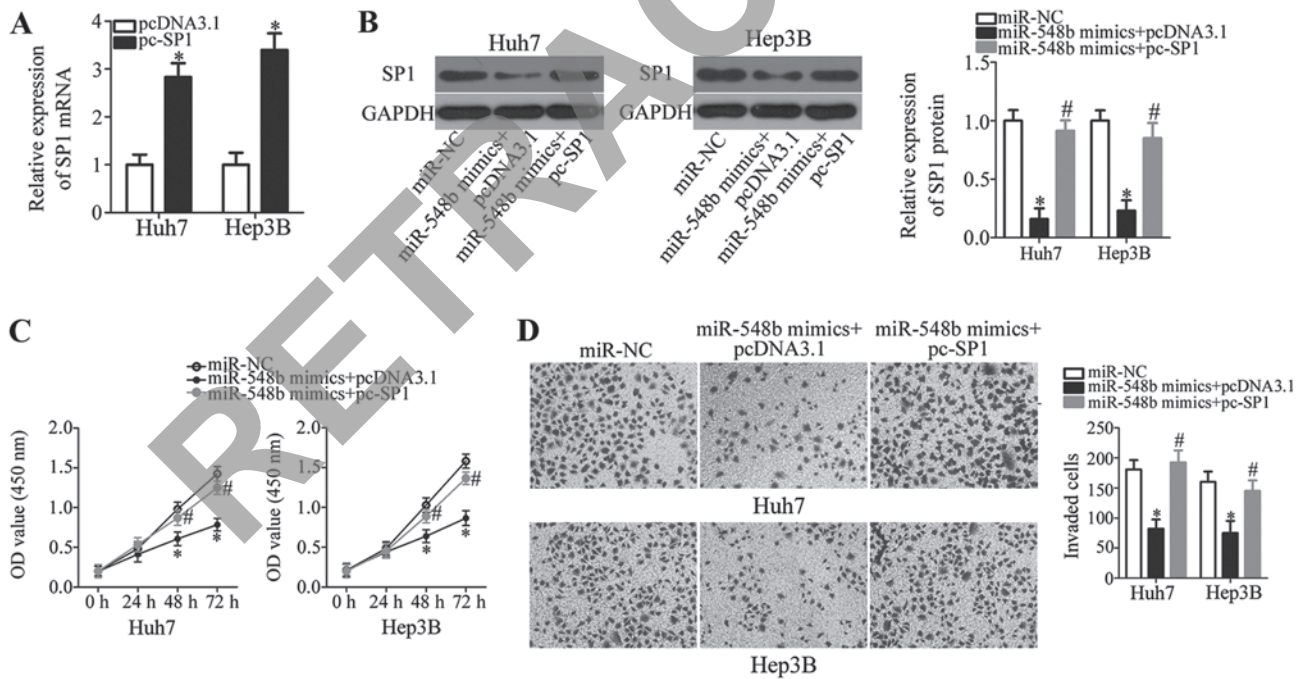 A
pcDNA3.1
pc-SP1
Relative expression
of SP1 mRNA
4
3
2
1
0
*
*
Huh7
Hep3B
B
Huh7
SP1
GAPDH
miR-NC
miR-548b mimics+
pcDNA3.1
miR-548b mimics+
pc-SP1
Hep3B
SP1
GAPDH
miR-NC
miR-548b mimics+
pcDNA3.1
miR-548b mimics+
pc-SP1
miR-NC
miR-548b mimics+pcDNA3.1
miR-548b mimics+pc-SP1
Relative expression
of SP1 protein
1.5
1.0
0.5
0.0
#
#
*
*
Huh7
Hep3B
C
miR-NC
miR-548b mimics+pcDNA3.1
miR-548b mimics+pc-SP1
OD value (450 nm)
2.0
1.5
1.0
0.5
0.0
#
#
*
*
0 h 24 h 48 h 72 h
Huh7
OD value (450 nm)
2.0
1.5
1.0
0.5
0.0
#
#
*
*
0 h 24 h 48 h 72 h
Hep3B
D
miR-NC
miR-548b mimics+
pcDNA3.1
miR-548b mimics+
pc-SP1
Huh7
Hep3B
miR-NC
miR-548b mimics+pcDNA3.1
miR-548b mimics+pc-SP1
Invaded cells
250
200
150
100
50
0
#
#
*
*
Huh7
Hep3B